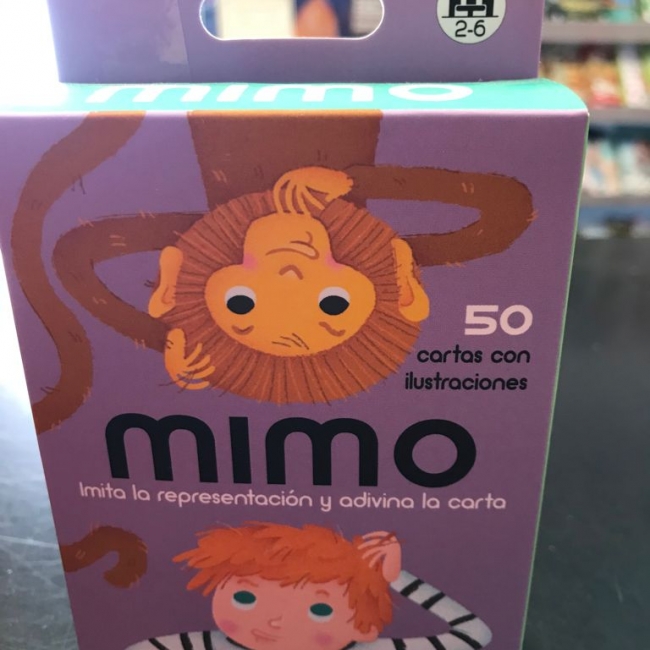 2-6
mimo
50
cartas con
ilustraciones
mimo
Imita la representación y adivina la carta